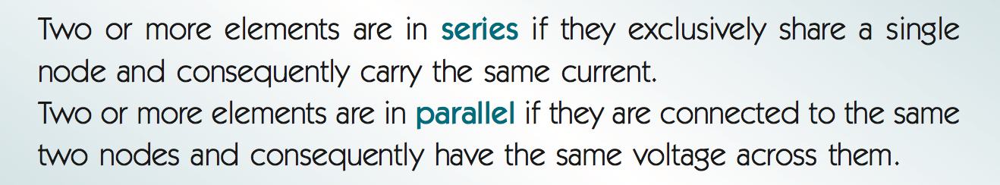 Two or more elements are in series if they exclusively share a single
node and consequently carry the same current.
Two or more elements are in parallel if they are connected to the same
two nodes and consequently have the same voltage across them.